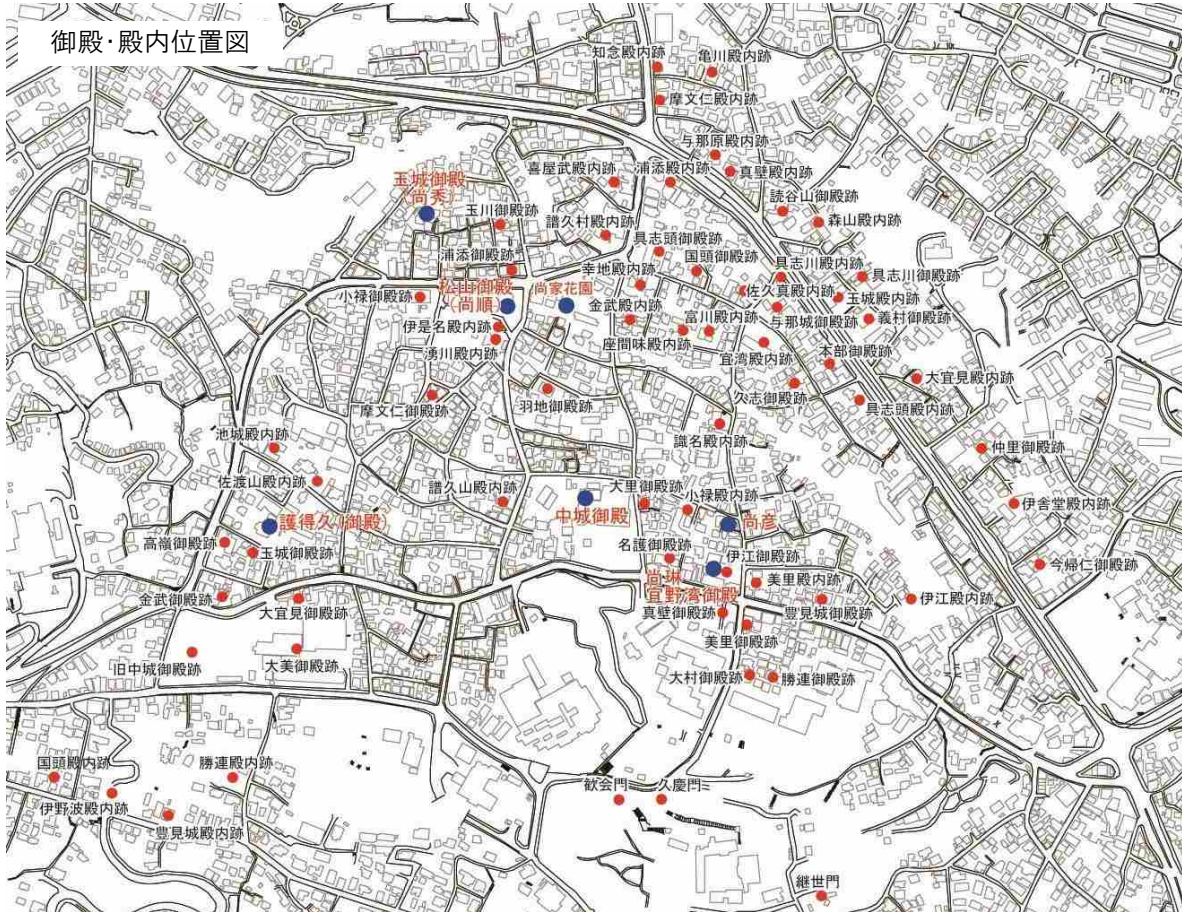 御殿・殿内位置図
知念殿内跡
亀川殿内跡
摩文仁殿内跡
与那原殿内跡
真壁殿内跡
喜屋武殿内跡
浦添殿内跡
玉城御殿
(尚秀)
読谷山御殿跡
森山殿内跡
玉川御殿跡
譜久村殿内跡
具志頭御殿跡
浦添御殿跡
国頭御殿跡
幸地殿内跡
具志川殿内跡
具志川御殿跡
松山御殿
(尚順)
尚家花園
小禄御殿跡
佐久真殿内跡
玉城殿内跡
金武殿内跡
富川殿内跡
与那城御殿跡
義村御殿跡
伊是名殿内跡
湧川殿内跡
座間味殿内跡
宜湾殿内跡
本部御殿跡
大宜見殿内跡
羽地御殿跡
久志御殿跡
摩文仁御殿跡
具志頭殿内跡
識名殿内跡
池城殿内跡
仲里御殿跡
佐渡山殿内跡
譜久山殿内跡
大里御殿跡
小禄殿内跡
伊舎堂殿内跡
中城御殿
護得久(御殿)
尚彦
高嶺御殿跡
玉城御殿跡
名護御殿跡
伊江御殿跡
今帰仁御殿跡
尚琳
宜野湾御殿
美里殿内跡
金武御殿跡
大宜見御殿跡
真壁御殿跡
豊見城御殿跡
伊江殿内跡
美里御殿跡
旧中城御殿跡
大美御殿跡
大村御殿跡
勝連御殿跡
国頭殿内跡
勝連殿内跡
歓会門
久慶門
伊野波殿内跡
豊見城殿内跡
継世門